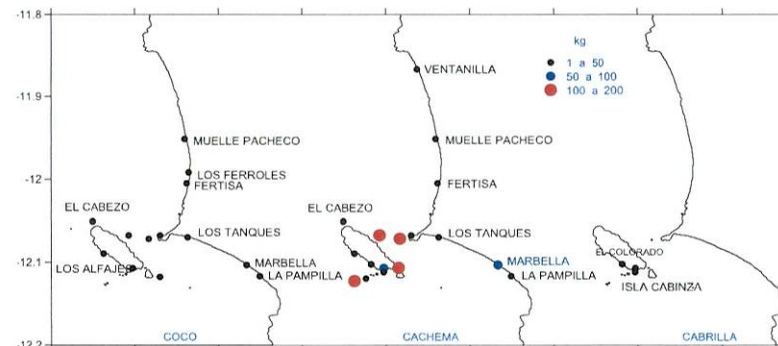 -11.8
kg
1 a 50
50 a 100
100 a 200
VENTANILLA
-11.9
MUELLE PACHECO
MUELLE PACHECO
LOS FERROLES
FERTISA
FERTISA
-12
EL CABEZO
EL CABEZO
LOS TANQUES
LOS TANQUES
EL COLORADO
LOS ALFAJES
MARBELLA
MARBELLA
-12.1
LA PAMPILLA
LA PAMPILLA
ISLA CABINZA
COCO
CACHEMA
CABRILLA
-12.2